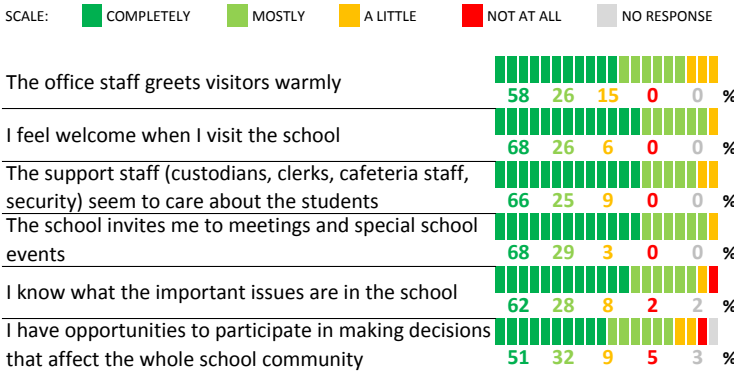 SCALE: COMPLETELY MOSTLY A LITTLE NOT AT ALL NO RESPONSE
The office staff greets visitors warmly
58 26 15 0 0 %
I feel welcome when I visit the school
68 26 6 0 0 %
The support staff (custodians, clerks, cafeteria staff,
security) seem to care about the students
66 25 9 0 0 %
The school invites me to meetings and special school
events
68 29 3 0 0 %
I know what the important issues are in the school
62 28 8 2 2 %
I have opportunities to participate in making decisions
that affect the whole school community
51 32 9 5 3 %